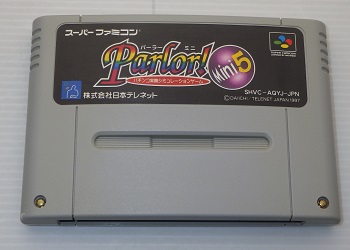 スーパーファミコン
パーラー ミニ
Parlor!
Mini 5
パチンコ実機シミュレーションゲーム
SHVC-AQYJ-JPN
株式会社日本テレネット
©DAIICHI / TELENET JAPAN 1997